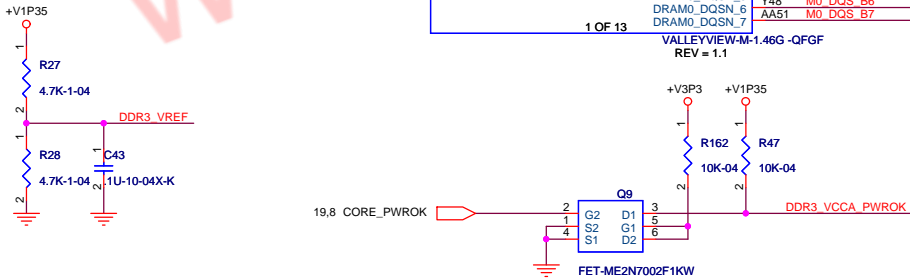 +V1P35
1
R27
4.7K-1-04
2
DDR3_VREF
1
R28
4.7K-1-04
2
1
C43
.1U-10-04X-K
2
DRAM0_DQSN_6 Y48 M0_DQS_B6
DRAM0_DQSN_7 AA51 M0_DQS_B7
1 OF 13
VALLEYVIEW-M-1.46G -QFGF
REV = 1.1
+V3P3 +V1P35
1 1
R162 R47
10K-04 10K-04
2 2
Q9
19,8 CORE_PWROK 2 G2 D1 3 DDR3_VCCA_PWROK
1 S2 G1 5
4 S1 D2 6
FET-ME2N7002F1KW